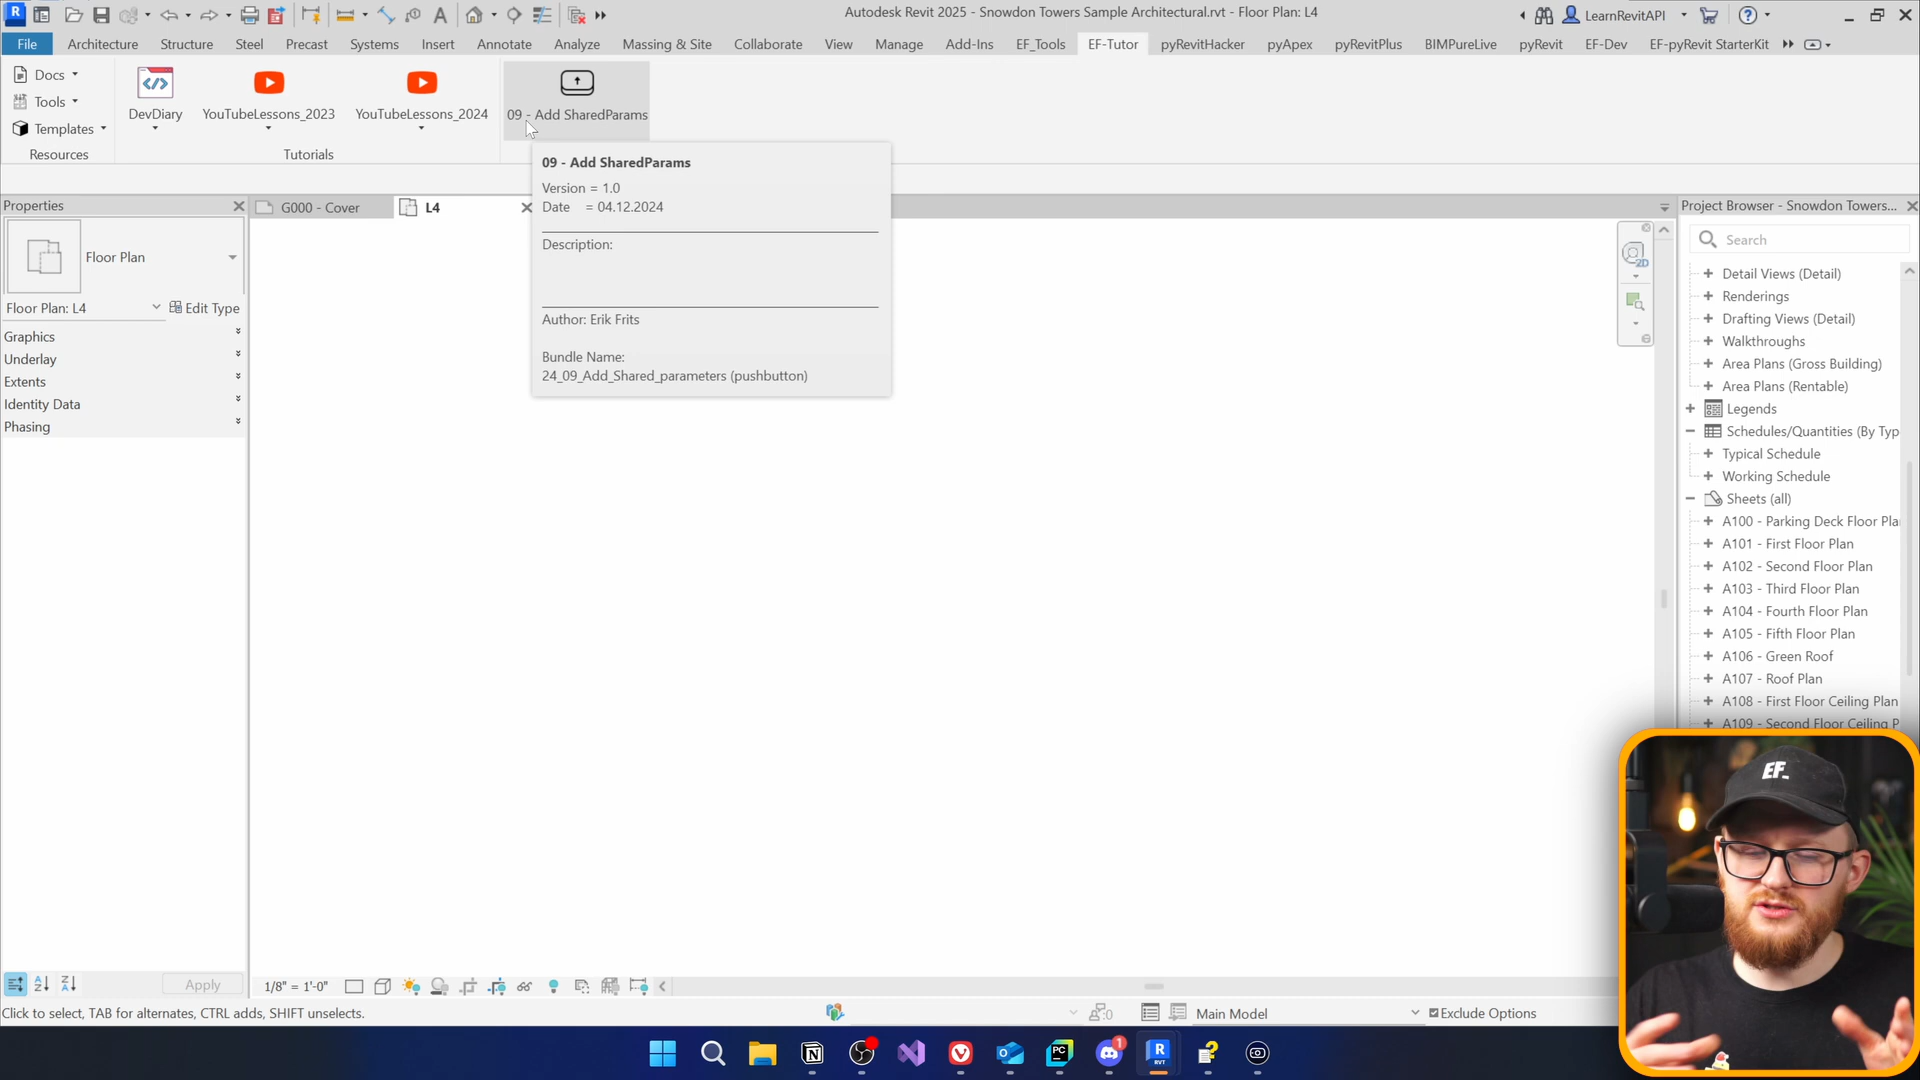 Autodesk Revit 2025 - Snowdon Towers Sample Architectural.rvt - Floor Plan: L4
LearnRevitAPI
File
Architecture
Structure
Steel
Precast
Systems
Insert
Annotate
Analyze
Massing & Site
Collaborate
View
Manage
Add-Ins
EF_Tools
EF-Tutor
pyRevitHacker
pyApex
pyRevitPlus
BIMPureLive
pyRevit
EF-Dev
EF-pyRevit StarterKit
Docs
Tools
Templates
Resources
DevDiary
YouTubeLessons_2023
YouTubeLessons_2024
Tutorials
09 - Add SharedParams
09 - Add SharedParams
Version = 1.0
Date = 04.12.2024
Description:
Author: Erik Frits
Bundle Name:
24_09_Add_Shared_parameters (pushbutton)
Properties
Floor Plan
Floor Plan: L4
Edit Type
Graphics
Underlay
Extents
Identity Data
Phasing
Apply
G000 - Cover
L4
2D
Project Browser - Snowdon Towers...
Search
Detail Views (Detail)
Renderings
Drafting Views (Detail)
Walkthroughs
Area Plans (Gross Building)
Area Plans (Rentable)
Legends
Schedules/Quantities (By Typ
Typical Schedule
Working Schedule
Sheets (all)
A100 - Parking Deck Floor Pla
A101 - First Floor Plan
A102 - Second Floor Plan
A103 - Third Floor Plan
A104 - Fourth Floor Plan
A105 - Fifth Floor Plan
A106 - Green Roof
A107 - Roof Plan
A108 - First Floor Ceiling Plan
A109 - Second Floor Ceiling P
EF_
1/8" = 1'-0"
Click to select, TAB for alternates, CTRL adds, SHIFT unselects.
:0
Main Model
Exclude Options
PC
1
R
RVT